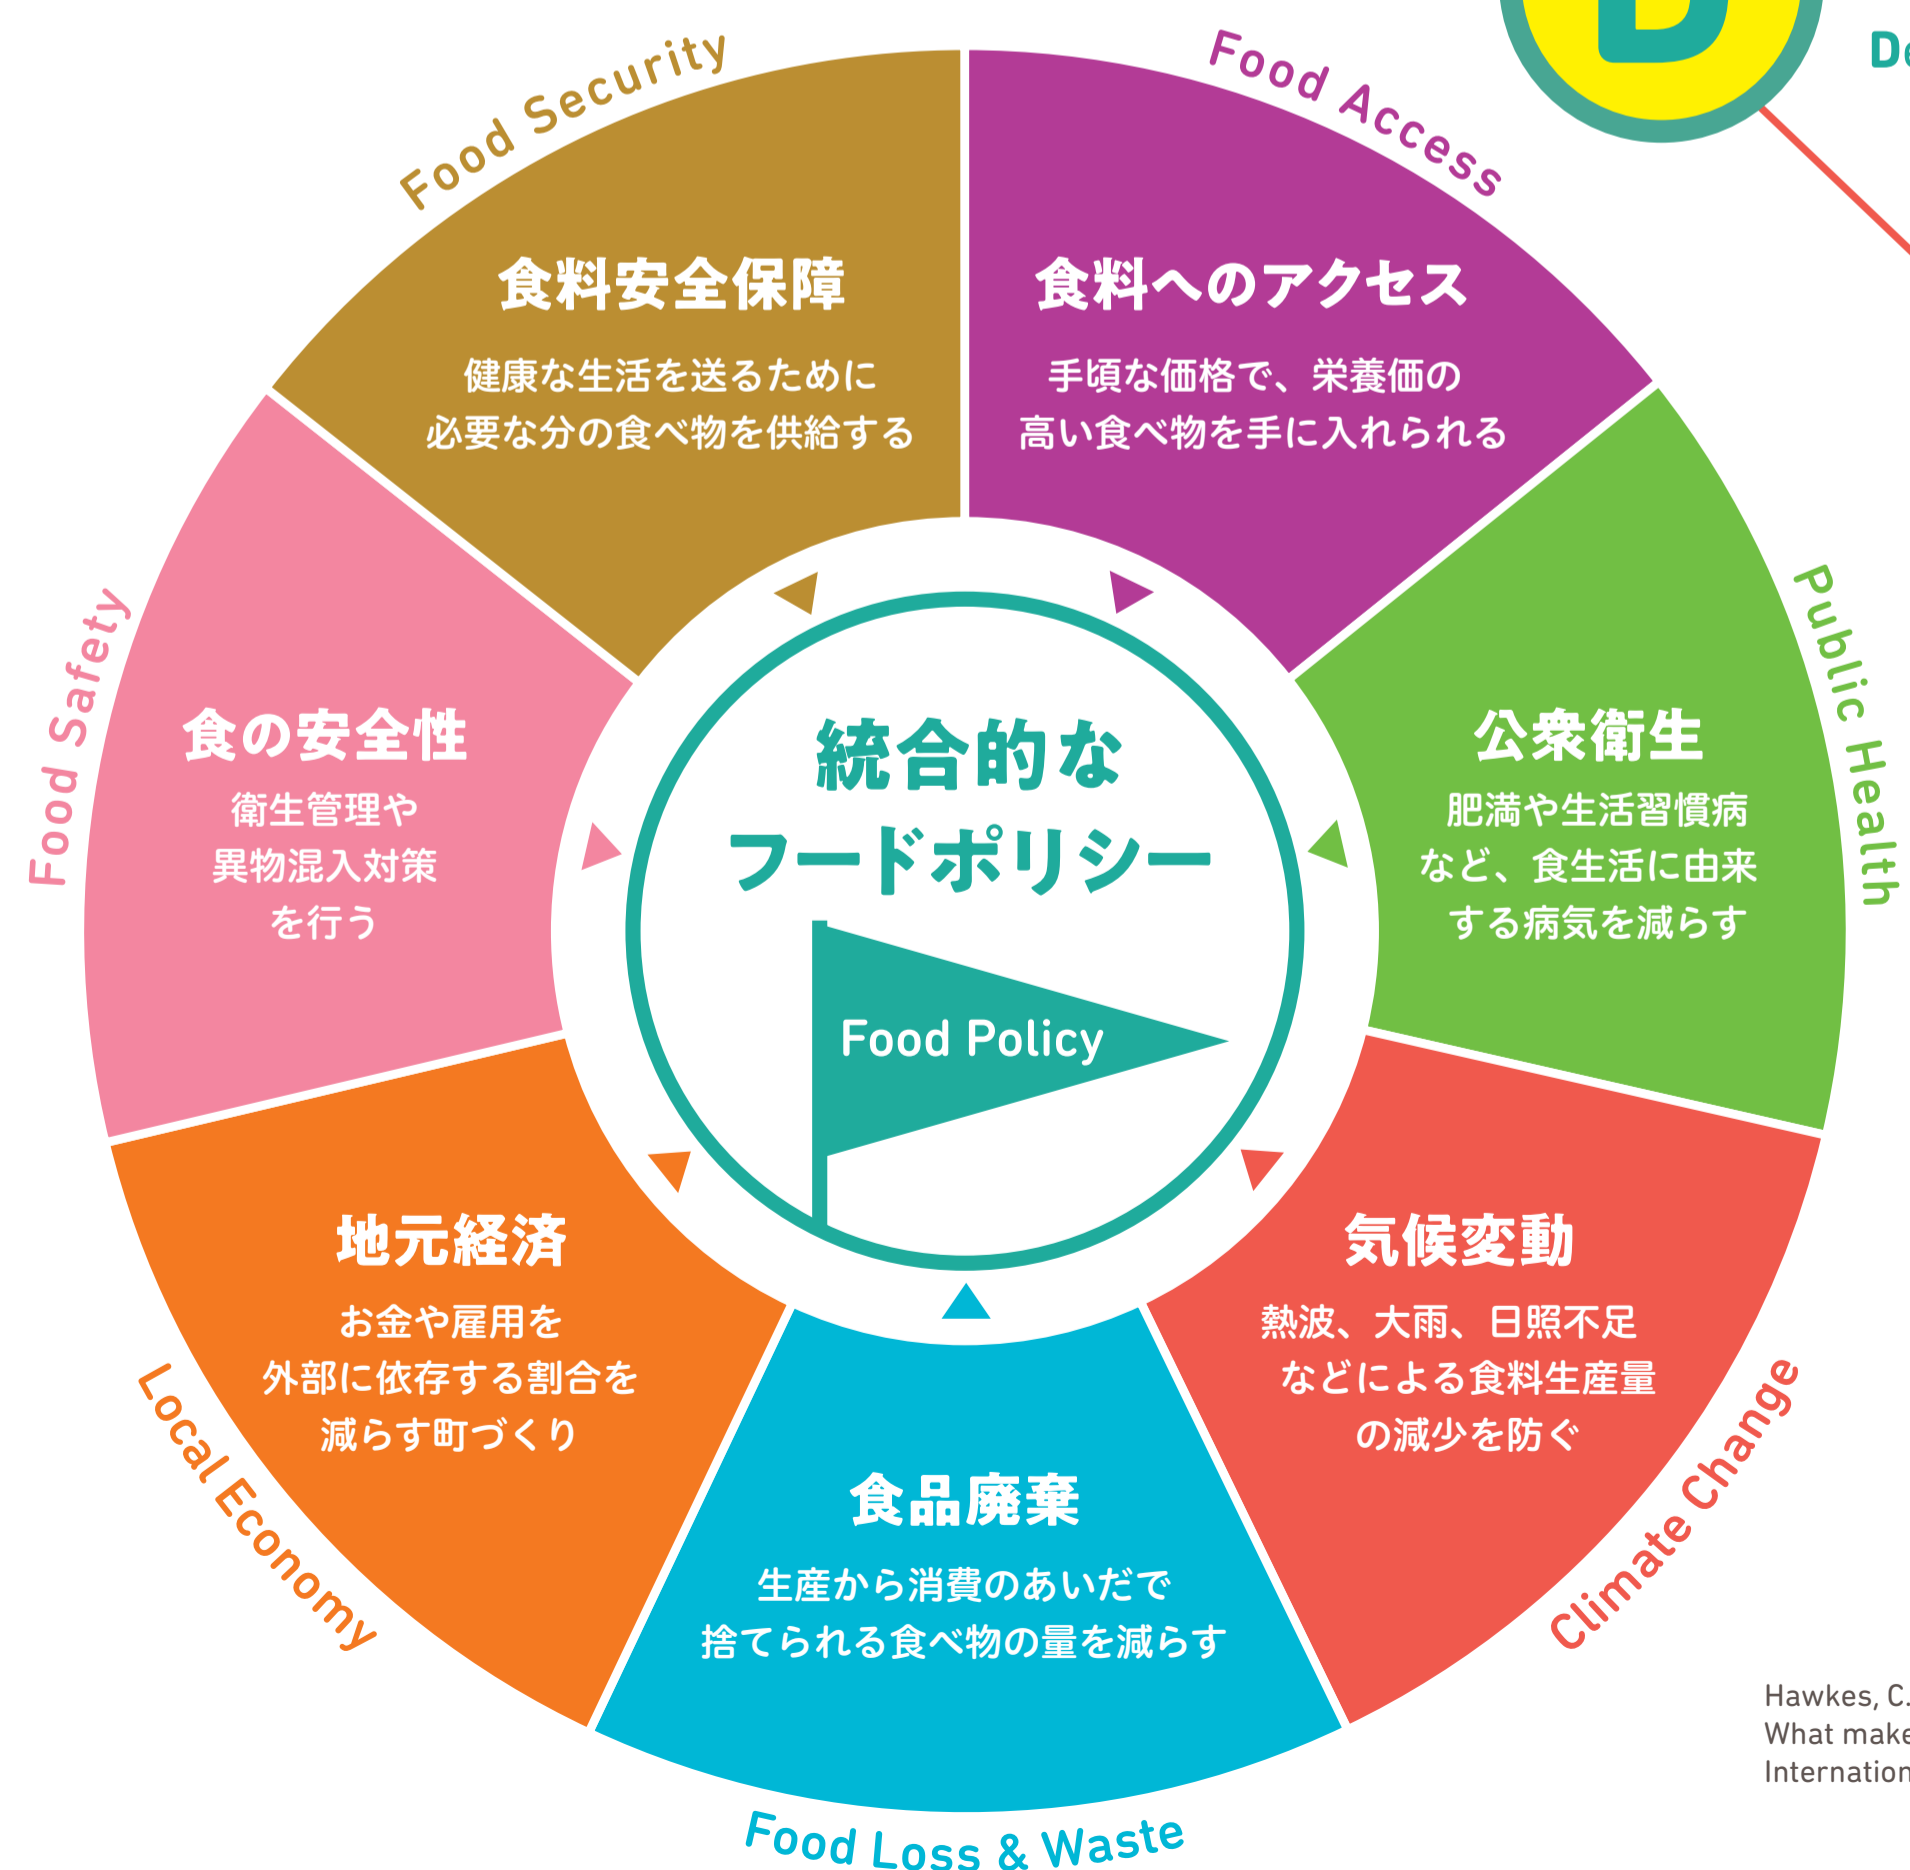 Food Security
食料安全保障
健康な生活を送るために
必要な分の食べ物を供給する
Food Access
食料へのアクセス
手頃な価格で、栄養価の
高い食べ物を手に入れられる
Public Health
公衆衛生
肥満や生活習慣病
など、食生活に由来
する病気を減らす
Climate Change
気候変動
熱波、大雨、日照不足
などによる食料生産量
の減少を防ぐ
Food Loss & Waste
食品廃棄
生産から消費のあいだで
捨てられる食べ物の量を減らす
Local Economy
地元経済
お金や雇用を
外部に依存する割合を
減らす町づくり
Food Safety
食の安全性
衛生管理や
異物混入対策
を行う
統合的な
フードポリシー
Food Policy
Hawkes, C.
What make
Internation